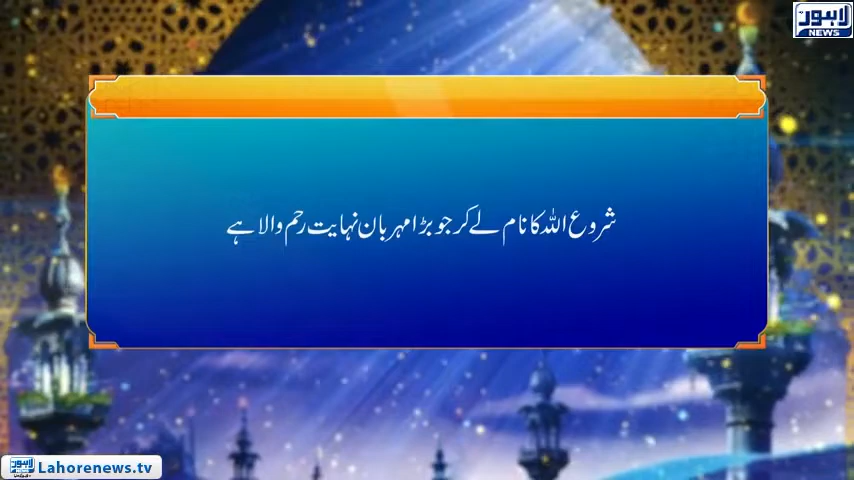 لاہور
NEWS
شروع اللہ کا نام لے کر جو بڑا مہربان نہایت رحم والا ہے
لاہور
Lahorenews.tv